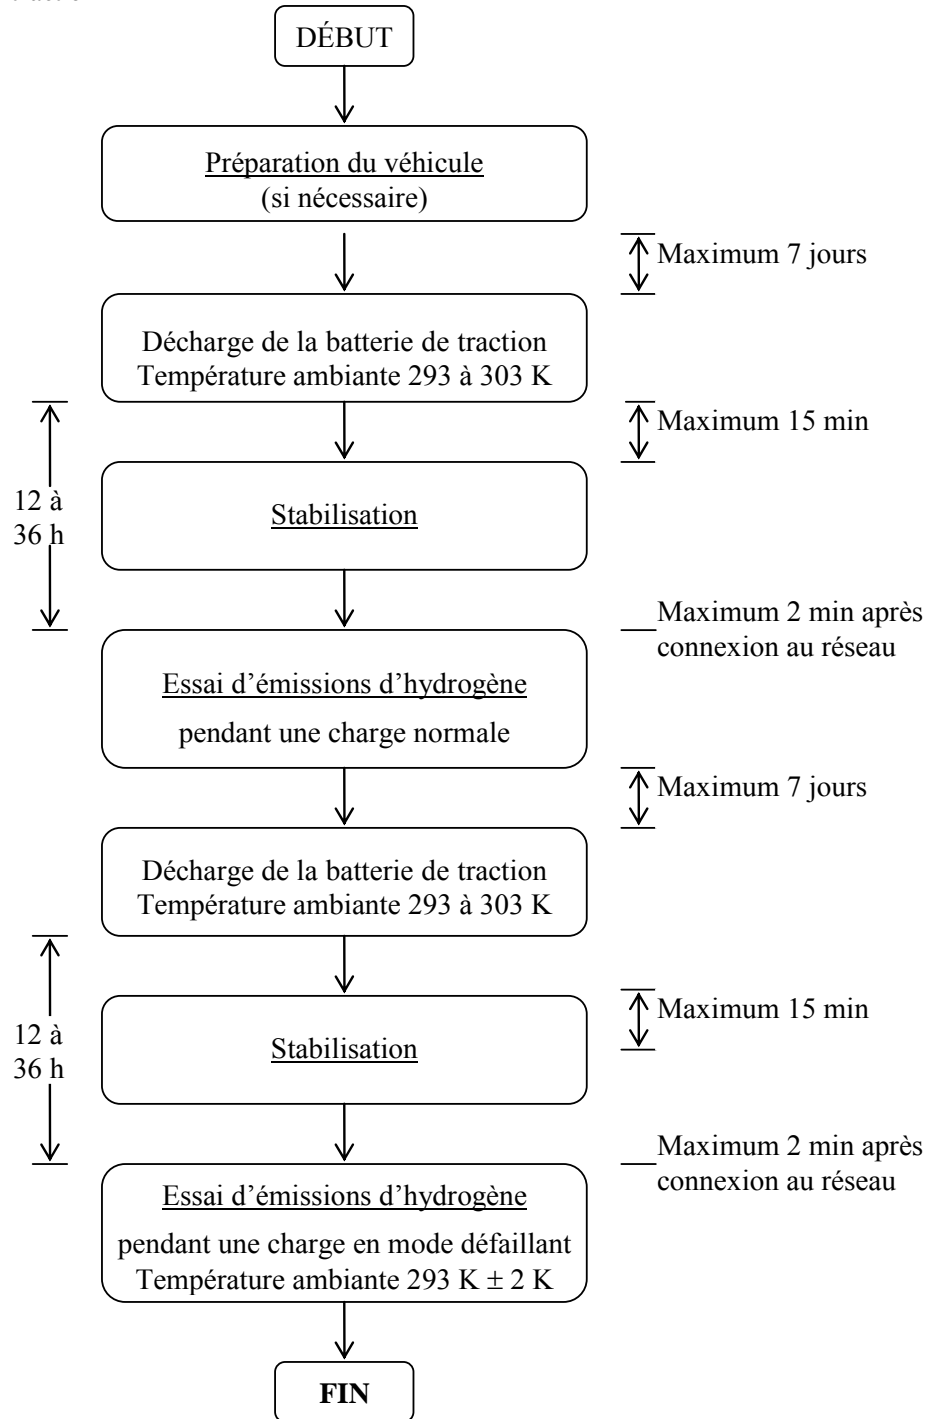 DÉBUT
Préparation du véhicule
(si nécessaire)
Maximum 7 jours
Décharge de la batterie de traction
Température ambiante 293 à 303 K
Maximum 15 min
12 à
36 h
Stabilisation
Maximum 2 min après
connexion au réseau
Essai d’émissions d’hydrogène
pendant une charge normale
Maximum 7 jours
Décharge de la batterie de traction
Température ambiante 293 à 303 K
Maximum 15 min
12 à
36 h
Stabilisation
Maximum 2 min après
connexion au réseau
Essai d’émissions d’hydrogène
pendant une charge en mode défaillant
Température ambiante 293 K ± 2 K
FIN